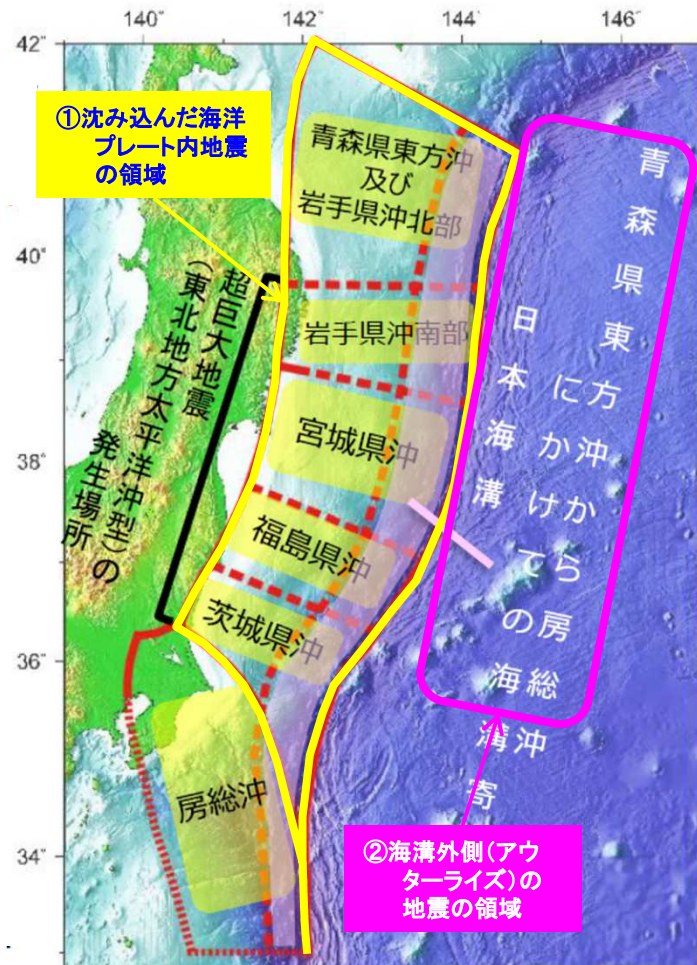 140°
142°
144°
146°
42°
40°
38°
36°
34°
①沈み込んだ海洋
プレート内地震
の領域
青森県東方沖
及び
岩手県沖北部
岩手県沖南部
宮城県沖
福島県沖
茨城県沖
房総沖
超巨大地震
（東北地方太平洋沖型）の
発生場所
日本海溝
青森県東方沖から房総沖
にかけての海溝寄
②海溝外側（アウ
ターライズ）の
地震の領域